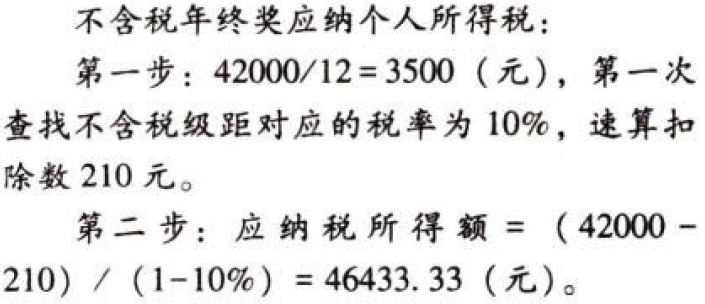 不含税年终奖应纳个人所得税：
第一步：42000/12=3500（元），第一次
查找不含税级距对应的税率为10%，速算扣
除数210元。
第二步：应纳税所得额=（42000-
210）/（1-10%）=46433.33（元）。